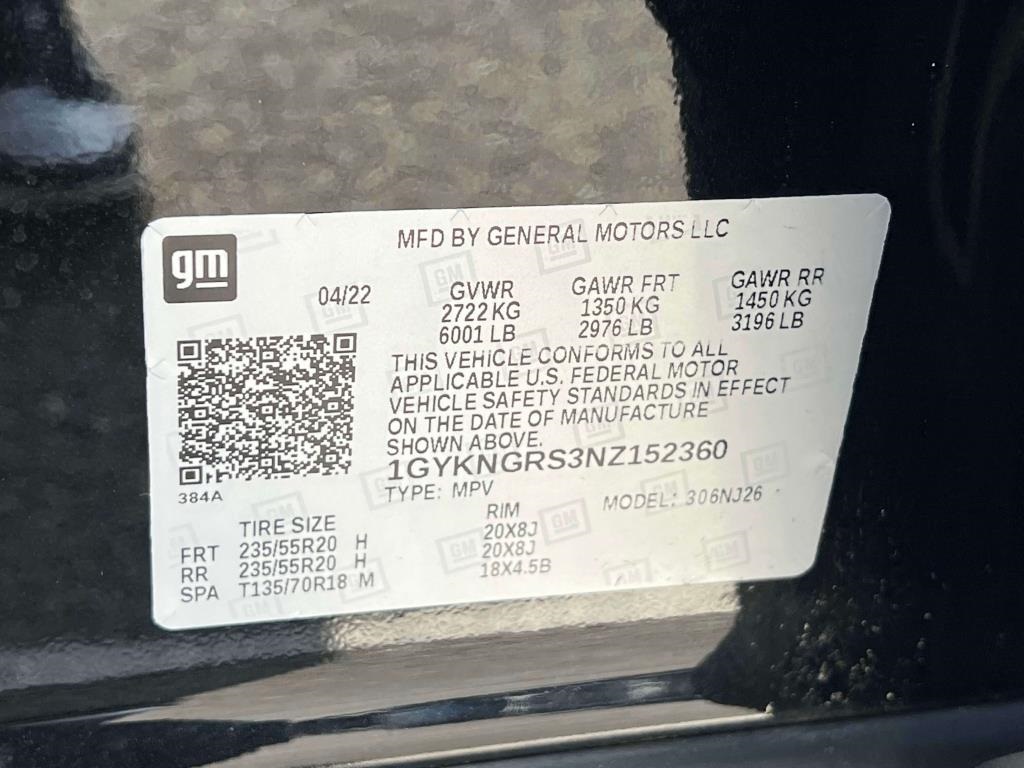 gm
MFD BY GENERAL MOTORS LLC
04/22
GVWR
2722 KG
6001 LB
GAWR FRT
1350 KG
2976 LB
GAWR RR
1450 KG
3196 LB
THIS VEHICLE CONFORMS TO ALL
APPLICABLE U.S. FEDERAL MOTOR
VEHICLE SAFETY STANDARDS IN EFFECT
ON THE DATE OF MANUFACTURE
SHOWN ABOVE.
1GYKNGRS3NZ152360
TYPE: MPV MODEL: 306NJ26
384A
TIRE SIZE RIM
FRT 235/55R20 H 20X8J
RR 235/55R20 H 20X8J
SPA T135/70R18 M 18X4.5B